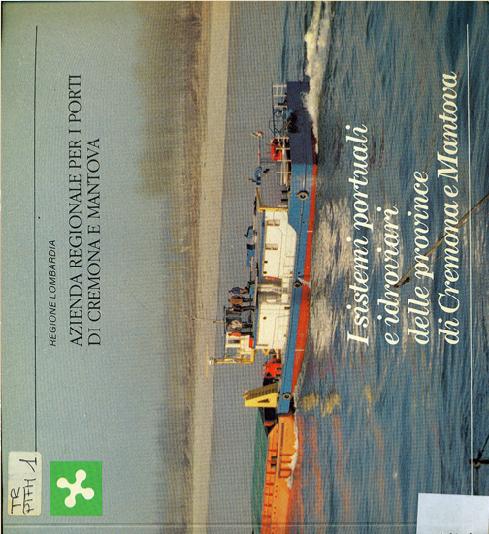 REGIONE LOMBARDIA
AZIENDA REGIONALE PER I PORTI
DI CREMONA E MANTOVA
I sistemi portuali
e idroviari
delle province
di Cremona e Mantova
TR
PTFH 1